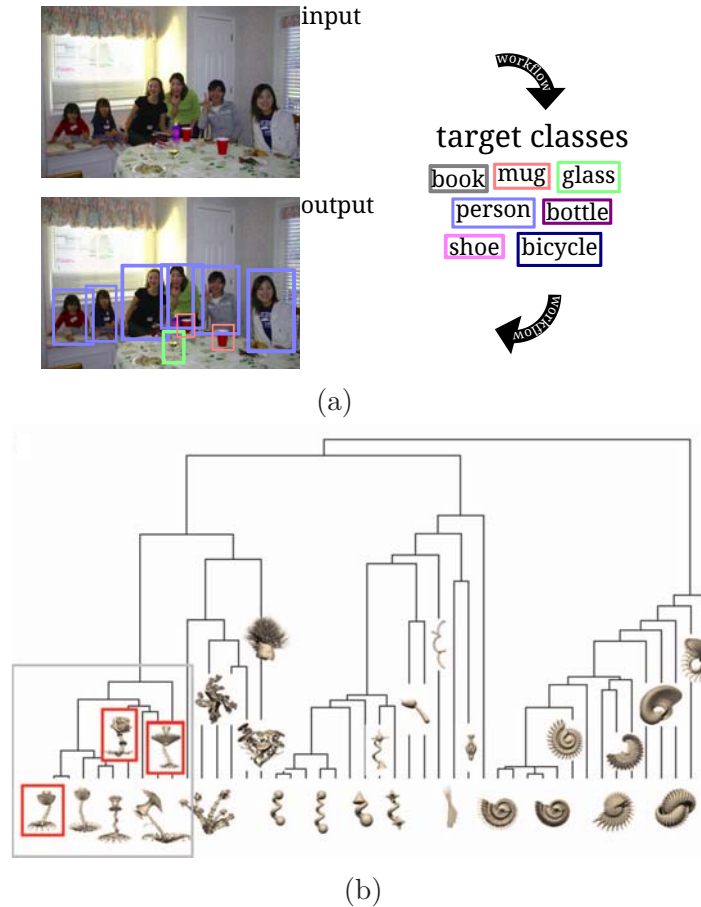 input
workflow
target classes
book mug glass
person bottle
shoe bicycle
output
workflow
(a)
(b)